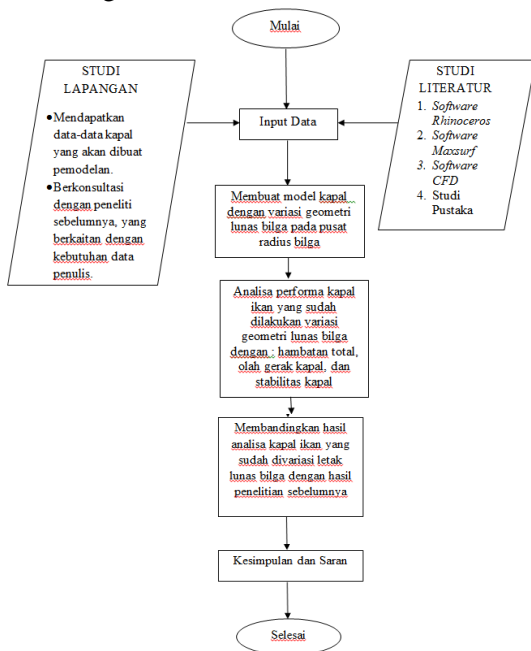 Mulai
STUDI
LAPANGAN
•Mendapatkan
data-data kapal
yang akan dibuat
pemodelan.
•Berkonsultasi
dengan peneliti
sebelumnya, yang
berkaitan dengan
kebutuhan data
penulis.
Input Data
STUDI
LITERATUR
1. Software
Rhinoceros
2. Software
Maxsurf
3. Software
CFD
4. Studi
Pustaka
Membuat model kapal
dengan variasi geometri
lunas bilga pada pusat
radius bilga
Analisa performa kapal
ikan yang sudah
dilakukan variasi
geometri lunas bilga
dengan : hambatan total,
olah gerak kapal, dan
stabilitas kapal
Membandingkan hasil
analisa kapal ikan yang
sudah divariasi letak
lunas bilga dengan hasil
penelitian sebelumnya
Kesimpulan dan Saran
Selesai